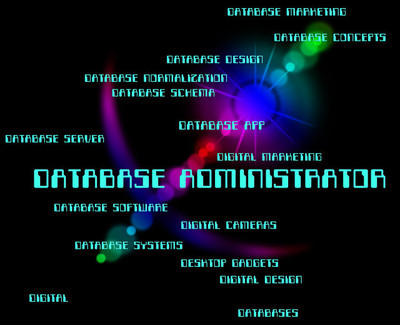 DATABASE MARKETING
DATABASE CONCEPTS
DATABASE DESIGN
DATABASE NORMALIZATION
DATABASE SCHEMA
DATABASE APP
DATABASE SERVER
DIGITAL MARKETING
DATABASE ADMINISTRATOR
DATABASE SOFTWARE
DIGITAL CAMERAS
DATABASE SYSTEMS
DESKTOP GADGETS
DIGITAL DESIGN
DIGITAL
DATABASES